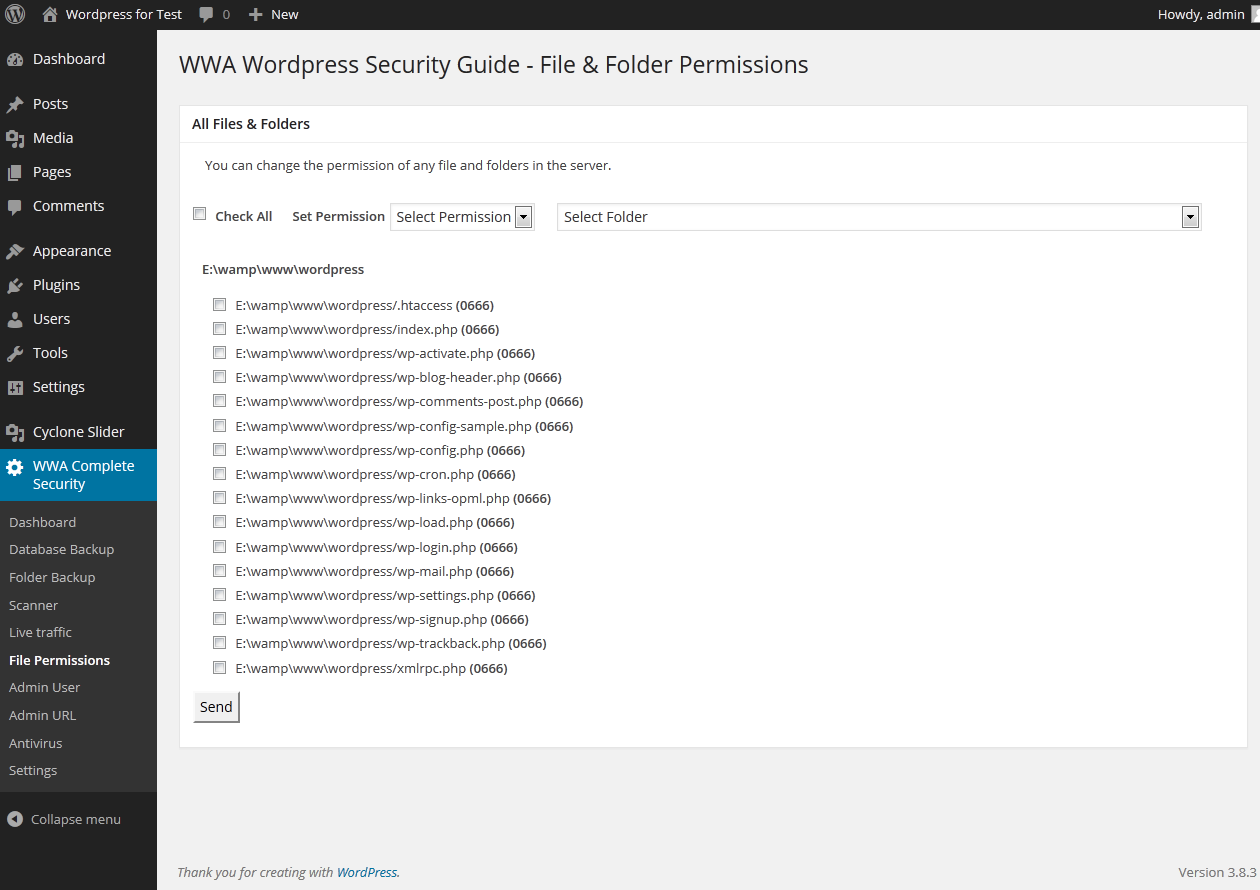 Wordpress for Test 0 New Howdy, admin
Dashboard
Posts
Media
Pages
Comments
Appearance
Plugins
Users
Tools
Settings
Cyclone Slider
WWA Complete
Security
Dashboard
Database Backup
Folder Backup
Scanner
Live traffic
File Permissions
Admin User
Admin URL
Antivirus
Settings
Collapse menu
WWA Wordpress Security Guide - File & Folder Permissions
All Files & Folders
You can change the permission of any file and folders in the server.
Check All Set Permission Select Permission Select Folder
E:\wamp\www\wordpress
E:\wamp\www\wordpress/.htaccess (0666)
E:\wamp\www\wordpress/index.php (0666)
E:\wamp\www\wordpress/wp-activate.php (0666)
E:\wamp\www\wordpress/wp-blog-header.php (0666)
E:\wamp\www\wordpress/wp-comments-post.php (0666)
E:\wamp\www\wordpress/wp-config-sample.php (0666)
E:\wamp\www\wordpress/wp-config.php (0666)
E:\wamp\www\wordpress/wp-cron.php (0666)
E:\wamp\www\wordpress/wp-links-opml.php (0666)
E:\wamp\www\wordpress/wp-load.php (0666)
E:\wamp\www\wordpress/wp-login.php (0666)
E:\wamp\www\wordpress/wp-mail.php (0666)
E:\wamp\www\wordpress/wp-settings.php (0666)
E:\wamp\www\wordpress/wp-signup.php (0666)
E:\wamp\www\wordpress/wp-trackback.php (0666)
E:\wamp\www\wordpress/xmlrpc.php (0666)
Send
Thank you for creating with WordPress. Version 3.8.3